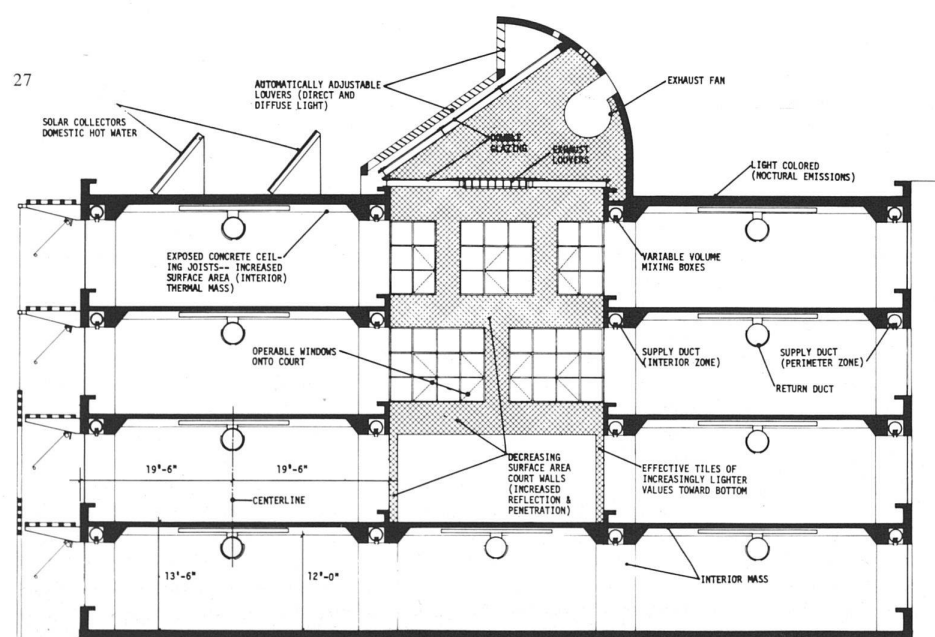 27
AUTOMATICALLY ADJUSTABLE
LOUVERS (DIRECT AND
DIFFUSE LIGHT)
EXHAUST FAN
SOLAR COLLECTORS
DOMESTIC HOT WATER
DOUBLE
GLAZING
EXHAUST
LOUVERS
LIGHT COLORED
(NOCTURAL EMISSIONS)
EXPOSED CONCRETE CEIL-
ING JOISTS-- INCREASED
SURFACE AREA (INTERIOR)
THERMAL MASS)
VARIABLE VOLUME
MIXING BOXES
OPERABLE WINDOWS
ONTO COURT
SUPPLY DUCT
(INTERIOR ZONE)
SUPPLY DUCT
(PERIMETER ZONE)
RETURN DUCT
DECREASING
SURFACE AREA
COURT WALLS
(INCREASED
REFLECTION &
PENETRATION)
EFFECTIVE TILES OF
INCREASINGLY LIGHTER
VALUES TOWARD BOTTOM
19'-6"
19'-6"
CENTERLINE
13'-6"
12'-0"
INTERIOR MASS